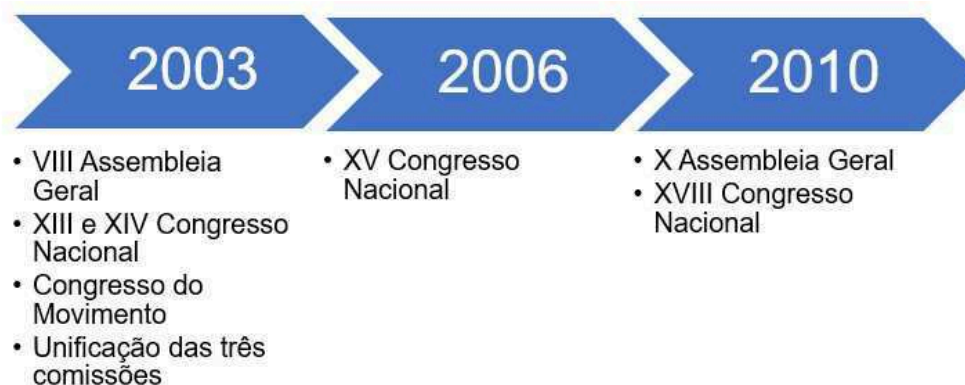 2003
• VIII Assembleia
Geral
• XIII e XIV Congresso
Nacional
• Congresso do
Movimento
• Unificação das três
comissões
2006
• XV Congresso
Nacional
2010
• X Assembleia Geral
• XVIII Congresso
Nacional